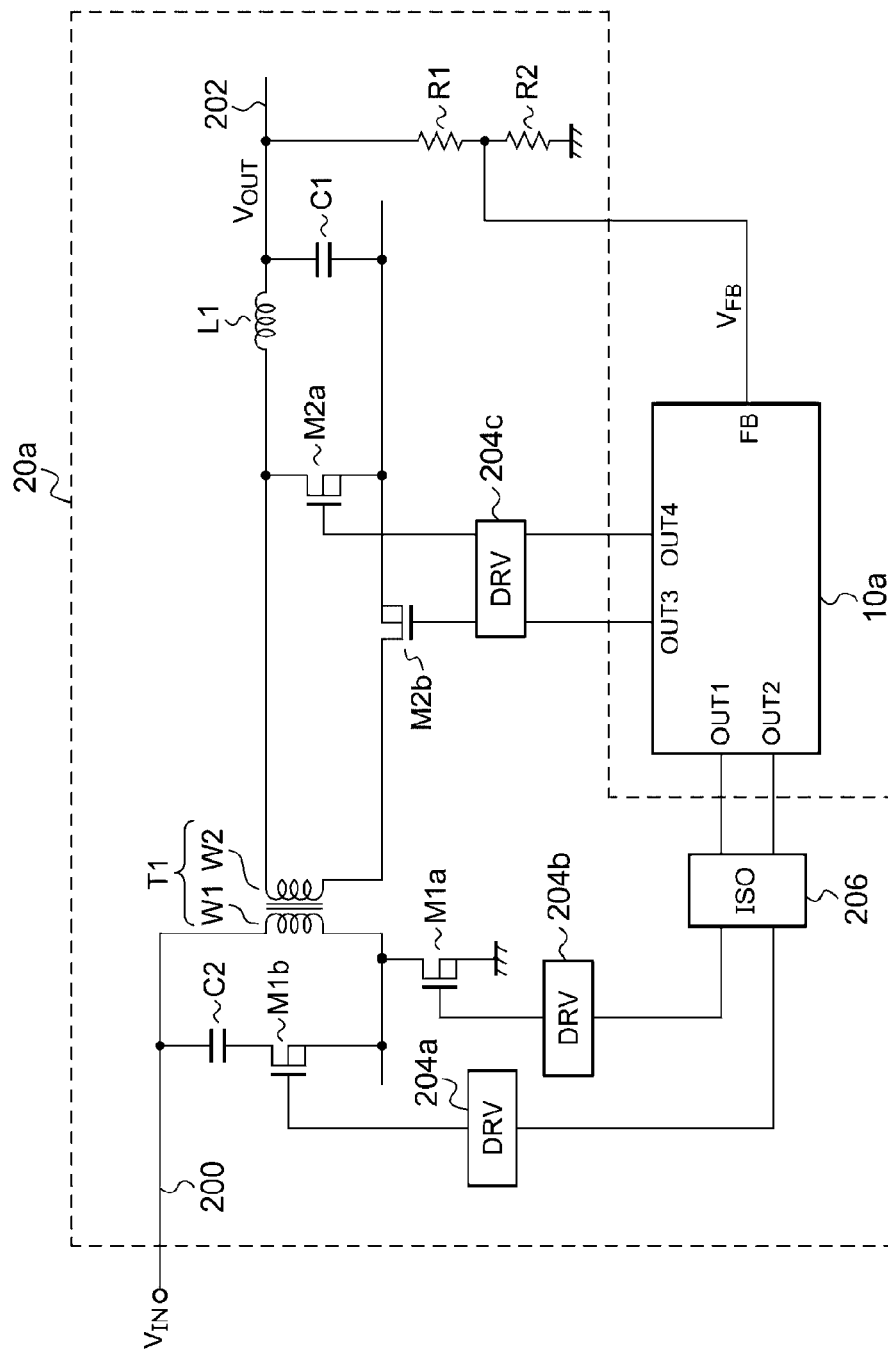 20a
202
VOUT
L1
C1
R1
R2
T1
W1 W2
M2a
C2
M1b
200
VIN
M1a
M2b
204c
DRV
204a
DRV
204b
DRV
VFB
FB
OUT3 OUT4
OUT1
OUT2
10a
ISO
206